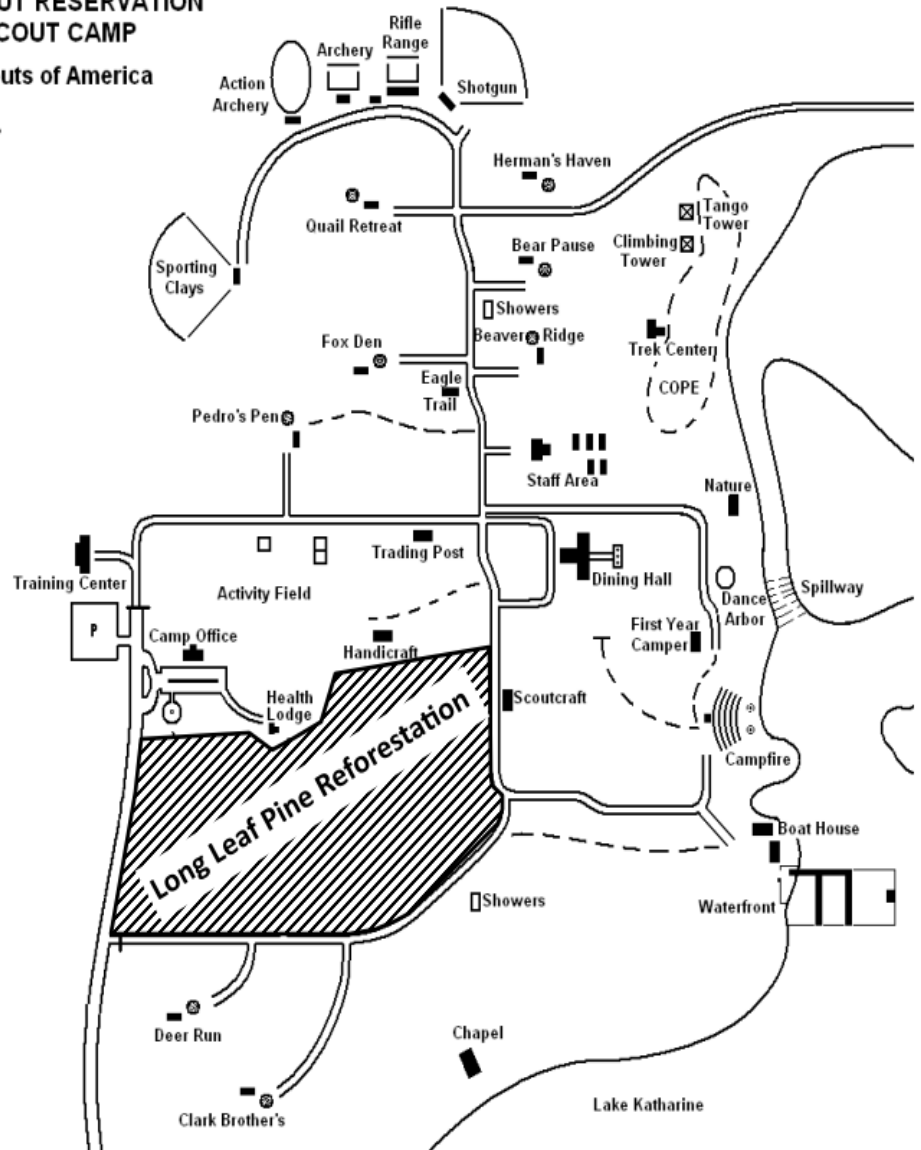 UT RESERVATION
COUT CAMP
uts of America
Rifle
Range
Archery
Action
Archery
Shotgun
Herman's Haven
Quail Retreat
Tango
Tower
Climbing
Tower
Bear Pause
Sporting
Clays
Showers
Beaver Ridge
Fox Den
Trek Center
Eagle
Trail
COPE
Pedro's Pen
Staff Area
Nature
Trading Post
Training Center
Dining Hall
Activity Field
Dance
Arbor
Spillway
P
Camp Office
First Year
Camper
Handicraft
Health
Lodge
Scoutcraft
Long Leaf Pine Reforestation
Campfire
Boat House
Showers
Waterfront
Deer Run
Chapel
Clark Brother's
Lake Katharine